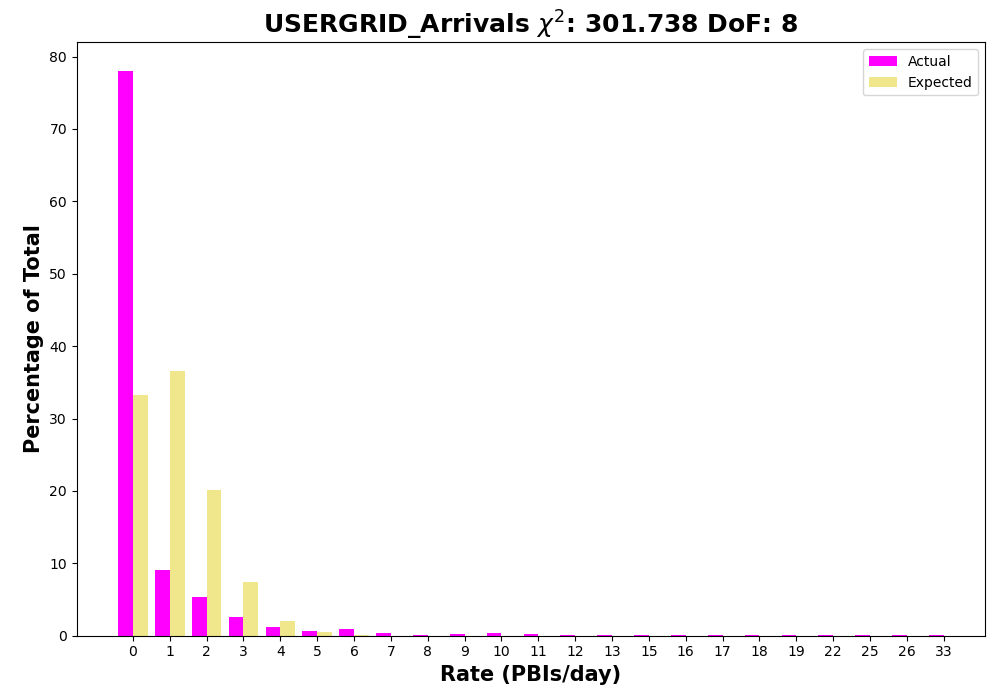 USERGRID_Arrivals χ²: 301.738 DoF: 8
Actual
Expected
80
70
60
50
40
30
20
10
0
Percentage of Total
0 1 2 3 4 5 6 7 8 9 10 11 12 13 15 16 17 18 19 22 25 26 33
Rate (PBIs/day)